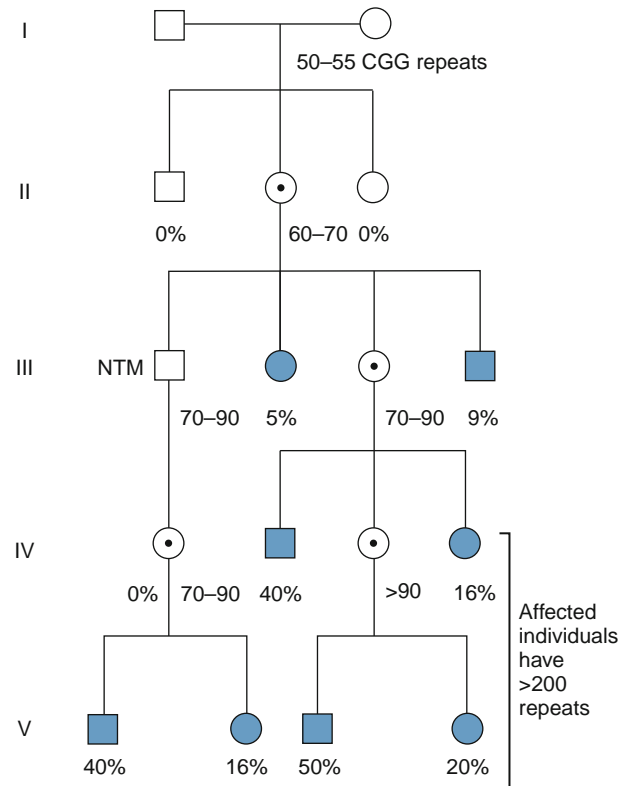 I
50–55 CGG repeats
II
0%
60–70
0%
III
NTM
70–90
5%
70–90
9%
IV
0%
70–90
40%
>90
16%
Affected
individuals
have
>200
repeats
V
40%
16%
50%
20%